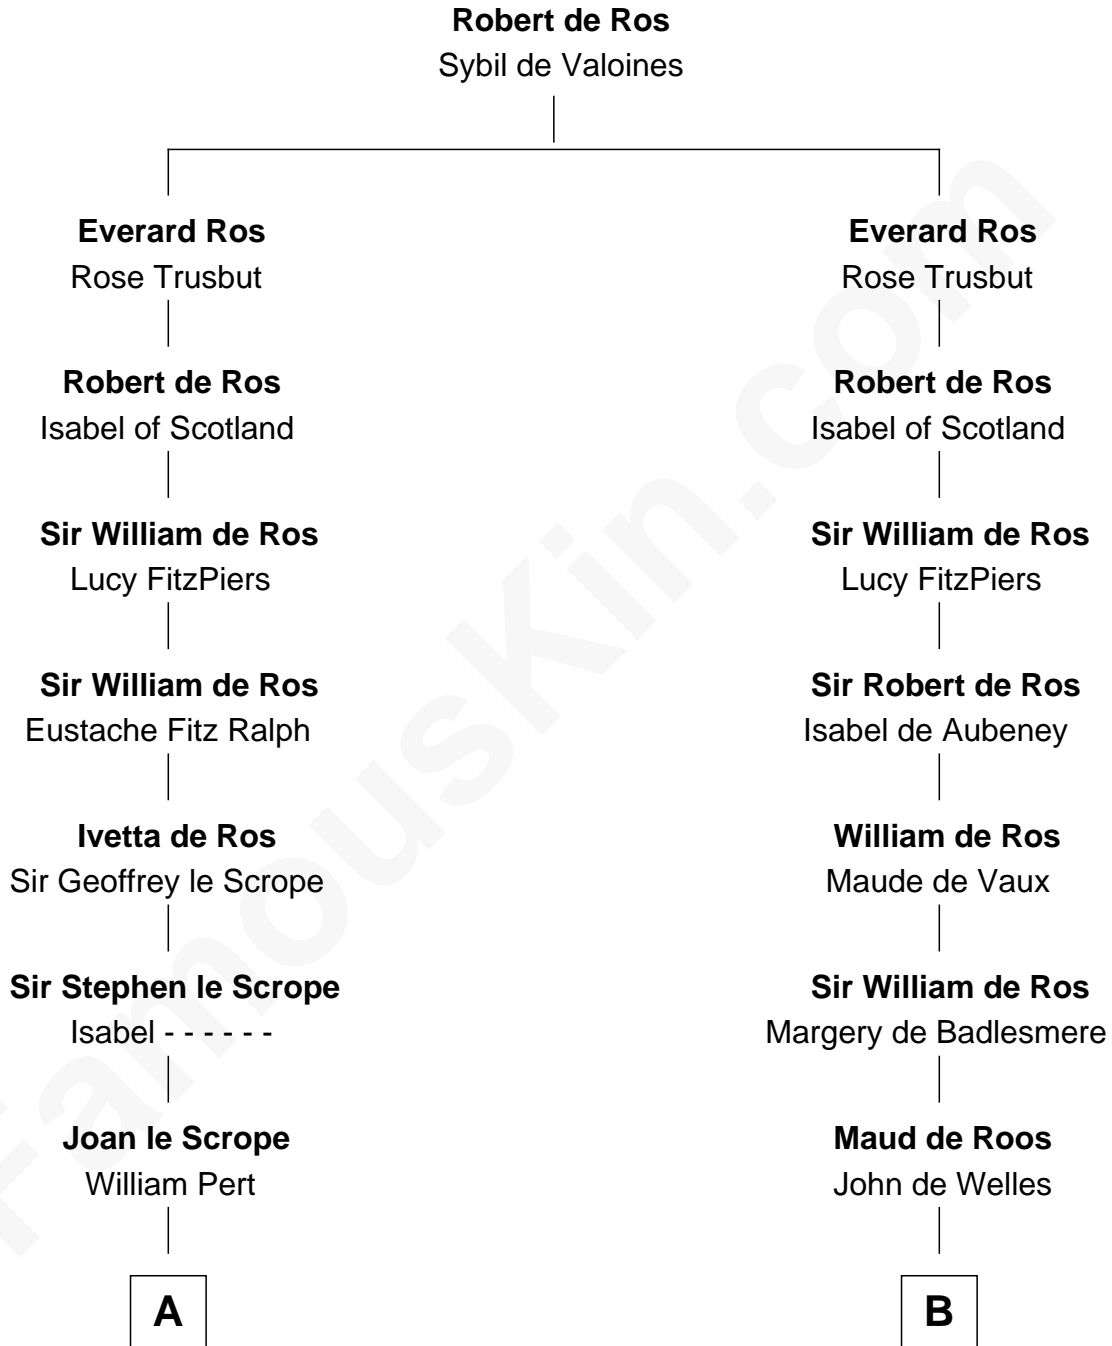 Robert de Ros
Sybil de Valoines
Everard Ros
Rose Trusbut
Robert de Ros
Isabel of Scotland
Sir William de Ros
Lucy FitzPiers
Sir William de Ros
Eustache Fitz Ralph
Ivetta de Ros
Sir Geoffrey le Scrope
Sir Stephen le Scrope
Isabel - - - - - -
Joan le Scrope
William Pert
A
Everard Ros
Rose Trusbut
Robert de Ros
Isabel of Scotland
Sir William de Ros
Lucy FitzPiers
Sir Robert de Ros
Isabel de Aubeney
William de Ros
Maude de Vaux
Sir William de Ros
Margery de Badlesmere
Maud de Roos
John de Welles
B
FamousKin.com